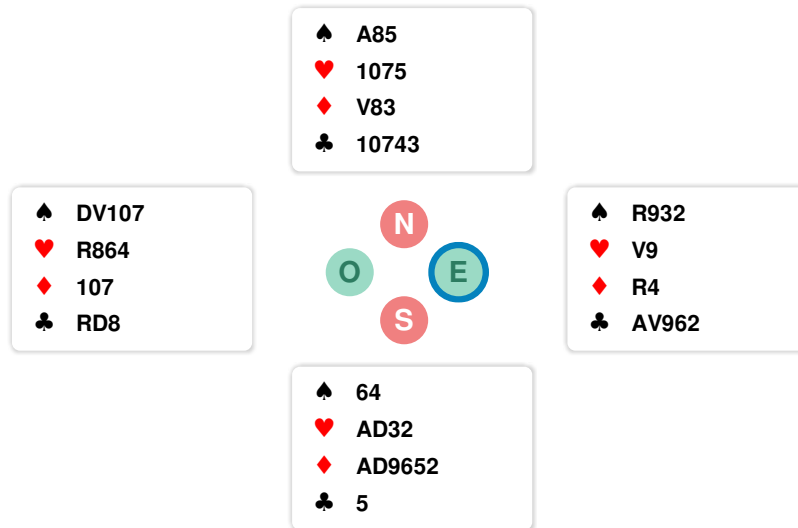 ♠ A85
♥ 1075
♦ V83
♣ 10743
♠ DV107
♥ R864
♦ 107
♣ RD8
N
O E
S
♠ R932
♥ V9
♦ R4
♣ AV962
♠ 64
♥ AD32
♦ AD9652
♣ 5